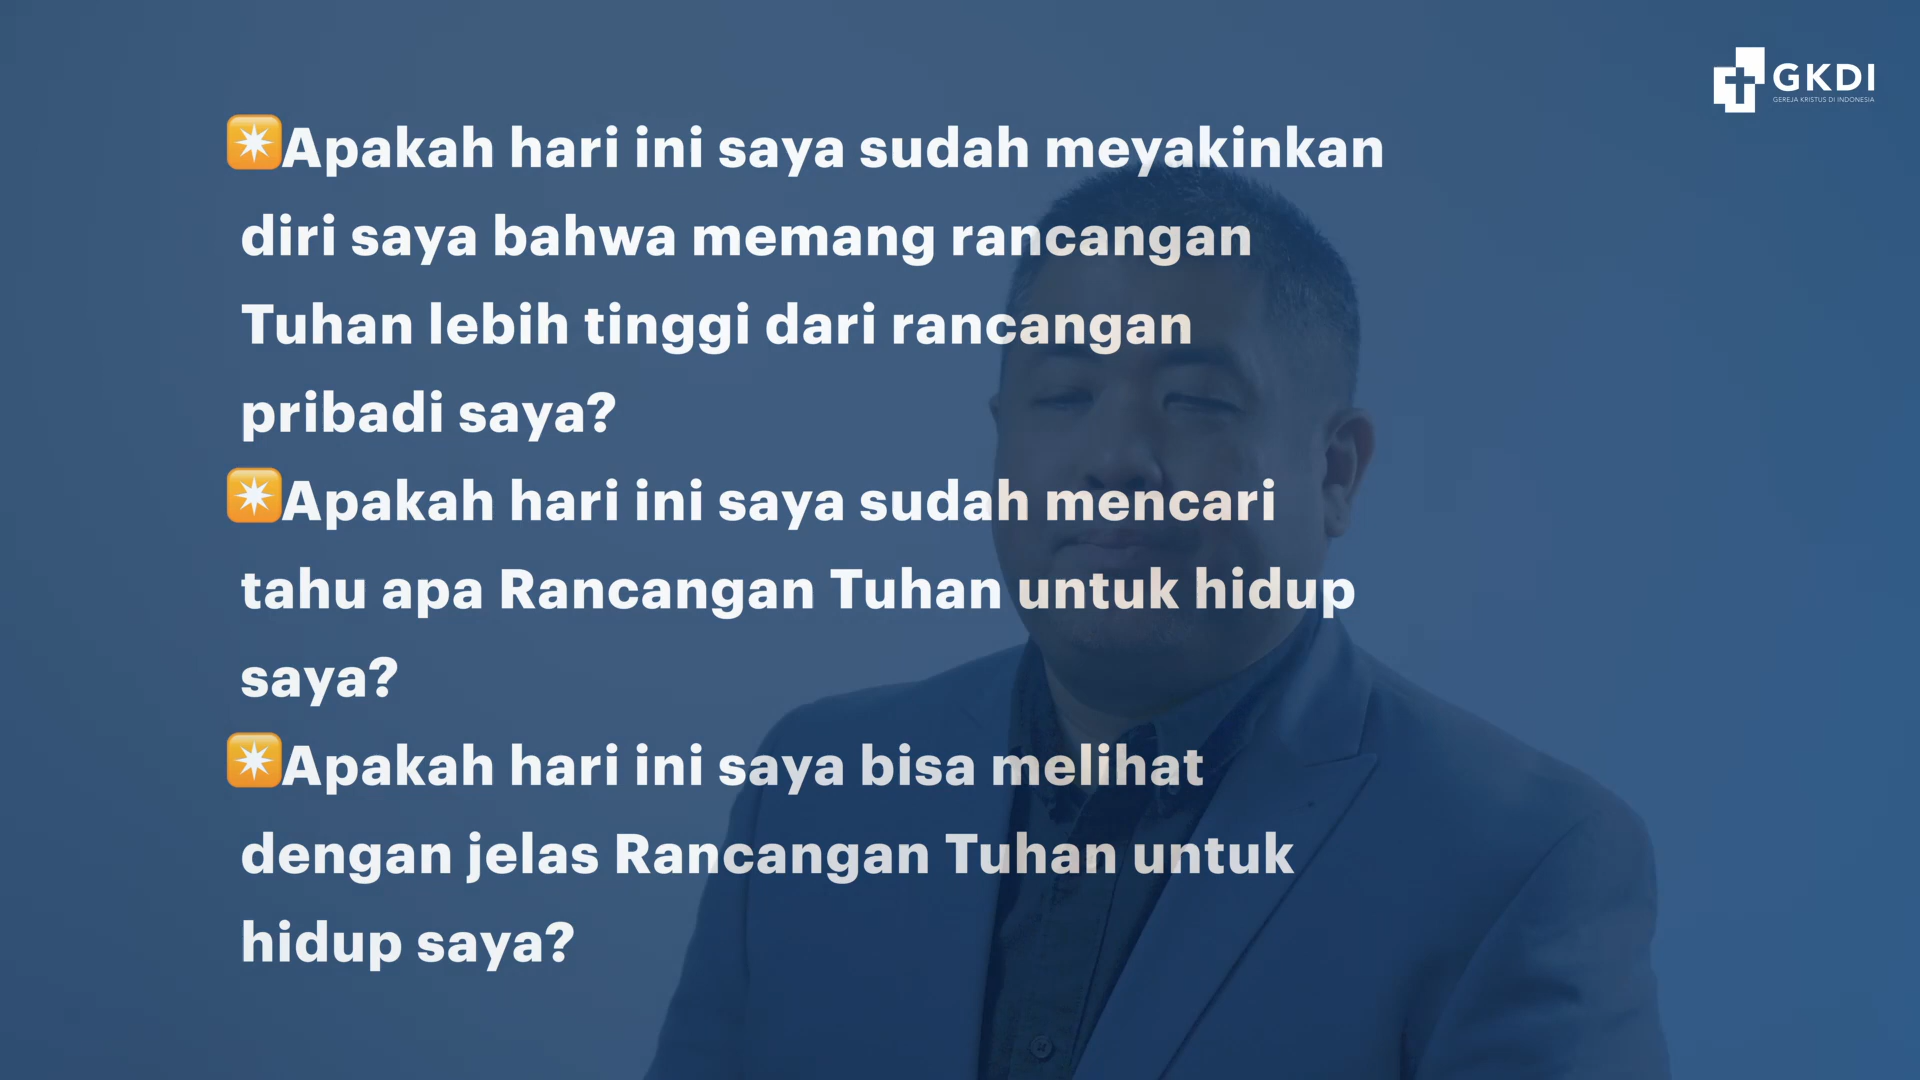 GKDI
GEREJA KRISTUS DI INDONESIA
✴️Apakah hari ini saya sudah meyakinkan
diri saya bahwa memang rancangan
Tuhan lebih tinggi dari rancangan
pribadi saya?
✴️Apakah hari ini saya sudah mencari
tahu apa Rancangan Tuhan untuk hidup
saya?
✴️Apakah hari ini saya bisa melihat
dengan jelas Rancangan Tuhan untuk
hidup saya?